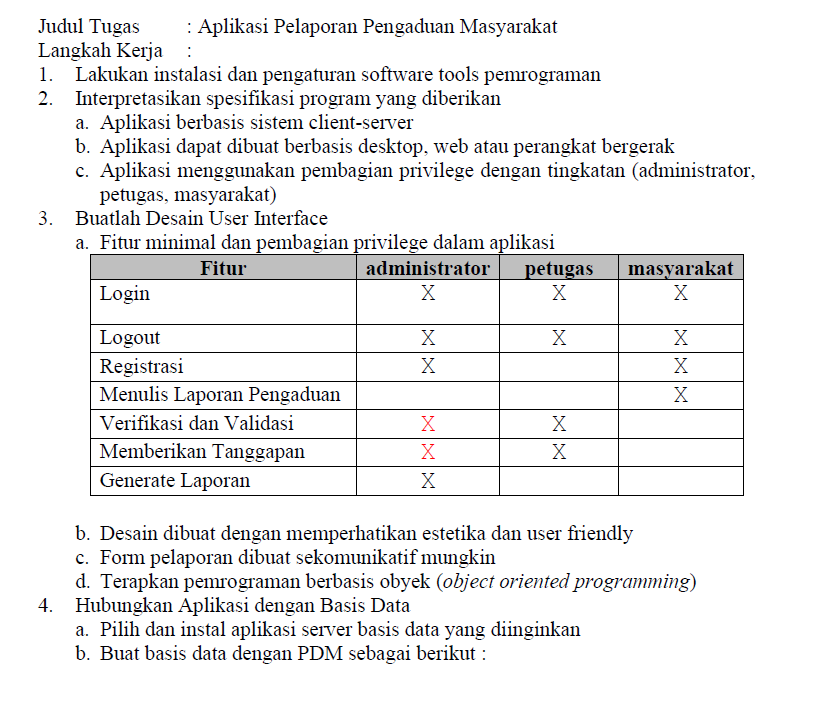 Judul Tugas : Aplikasi Pelaporan Pengaduan Masyarakat
Langkah Kerja :
1. Lakukan instalasi dan pengaturan software tools pemrograman
2. Interpretasikan spesifikasi program yang diberikan
a. Aplikasi berbasis sistem client-server
b. Aplikasi dapat dibuat berbasis desktop, web atau perangkat bergerak
c. Aplikasi menggunakan pembagian privilege dengan tingkatan (administrator,
petugas, masyarakat)
3. Buatlah Desain User Interface
a. Fitur minimal dan pembagian privilege dalam aplikasi
Fitur administrator petugas masyarakat
Login X X X
Logout X X X
Registrasi X X
Menulis Laporan Pengaduan X
Verifikasi dan Validasi X X
Memberikan Tanggapan X X
Generate Laporan X
b. Desain dibuat dengan memperhatikan estetika dan user friendly
c. Form pelaporan dibuat sekomunikatif mungkin
d. Terapkan pemrograman berbasis obyek (object oriented programming)
4. Hubungkan Aplikasi dengan Basis Data
a. Pilih dan instal aplikasi server basis data yang diinginkan
b. Buat basis data dengan PDM sebagai berikut :